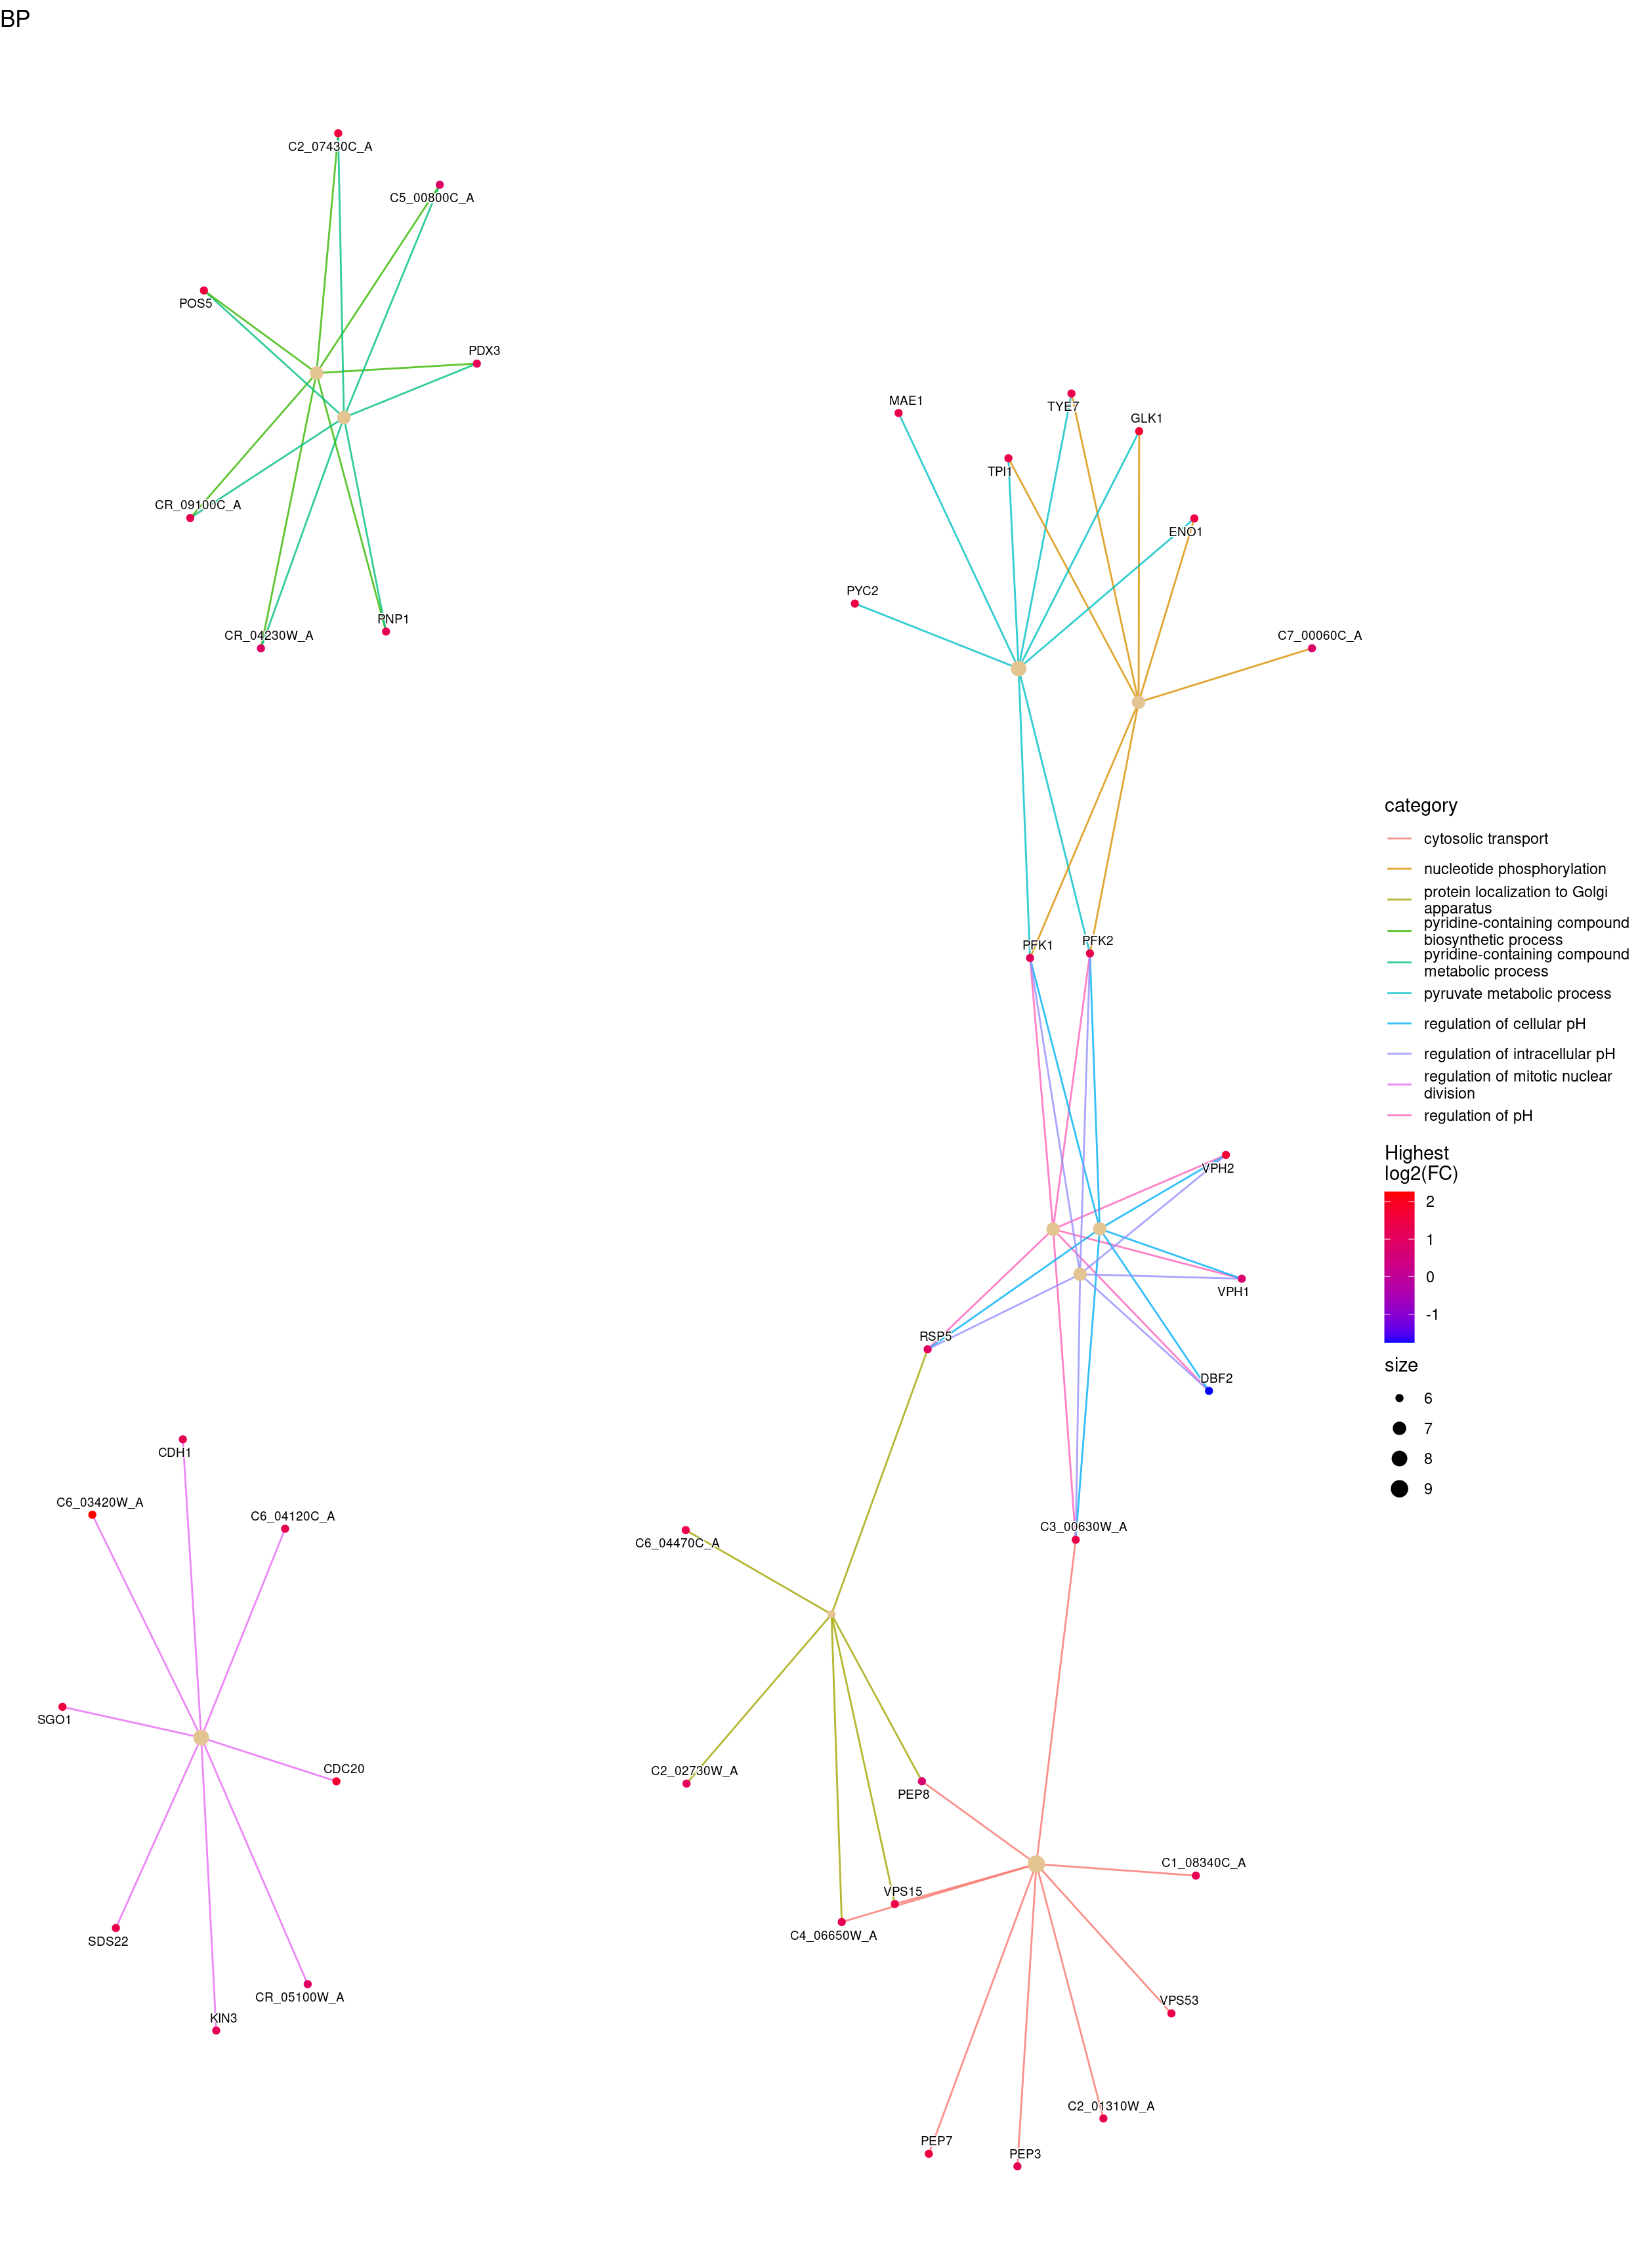 BP
C2_07430C_A
C5_00800C_A
POS5
PDX3
CR_09100C_A
CR_04230W_A
PNP1
MAE1
TYE7
GLK1
TPI1
ENO1
PYC2
C7_00060C_A
PFK1
PFK2
VPH2
VPH1
RSP5
DBF2
C3_00630W_A
CDH1
C6_03420W_A
C6_04120C_A
SGO1
CDC20
SDS22
CR_05100W_A
KIN3
C6_04470C_A
C2_02730W_A
PEP8
VPS15
C4_06650W_A
C1_08340C_A
VPS53
C2_01310W_A
PEP7
PEP3
category
cytosolic transport
nucleotide phosphorylation
protein localization to Golgi
apparatus
pyridine-containing compound
biosynthetic process
pyridine-containing compound
metabolic process
pyruvate metabolic process
regulation of cellular pH
regulation of intracellular pH
regulation of mitotic nuclear
division
regulation of pH
Highest
log2(FC)
2
1
0
-1
size
6
7
8
9